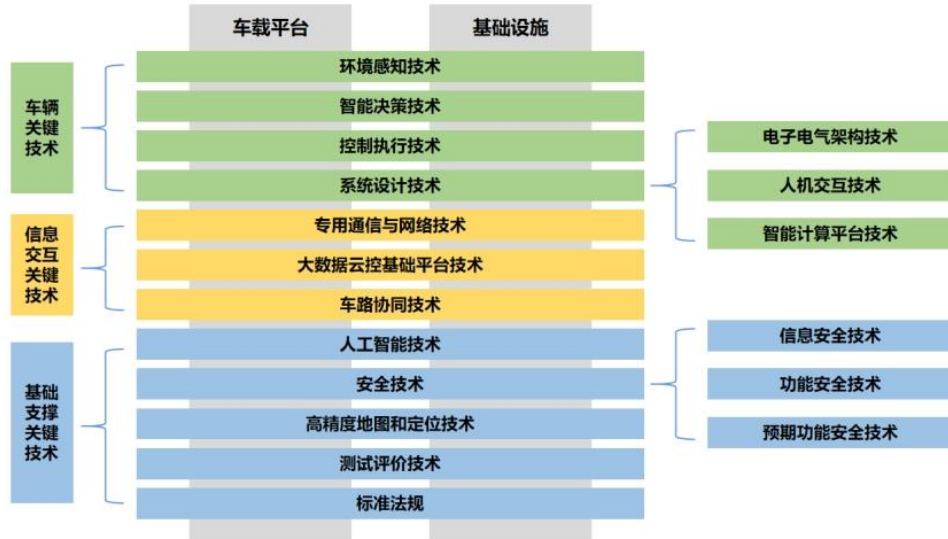 车载平台
基础设施
车辆
关键
技术
环境感知技术
智能决策技术
控制执行技术
系统设计技术
电子电气架构技术
人机交互技术
智能计算平台技术
信息
交互
关键
技术
专用通信与网络技术
大数据云控基础平台技术
车路协同技术
基础
支撑
关键
技术
人工智能技术
安全技术
高精度地图和定位技术
测试评价技术
标准法规
信息安全技术
功能安全技术
预期功能安全技术